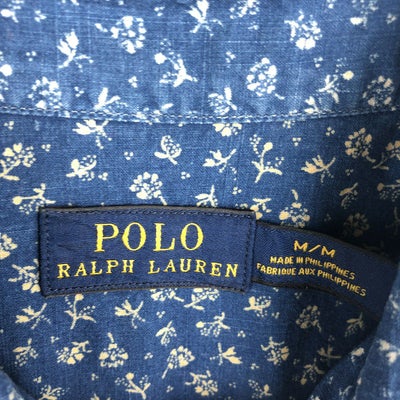 POLO
RALPH LAUREN
M/M
MADE IN PHILIPPINES
FABRIQUE AUX PHILIPPINES